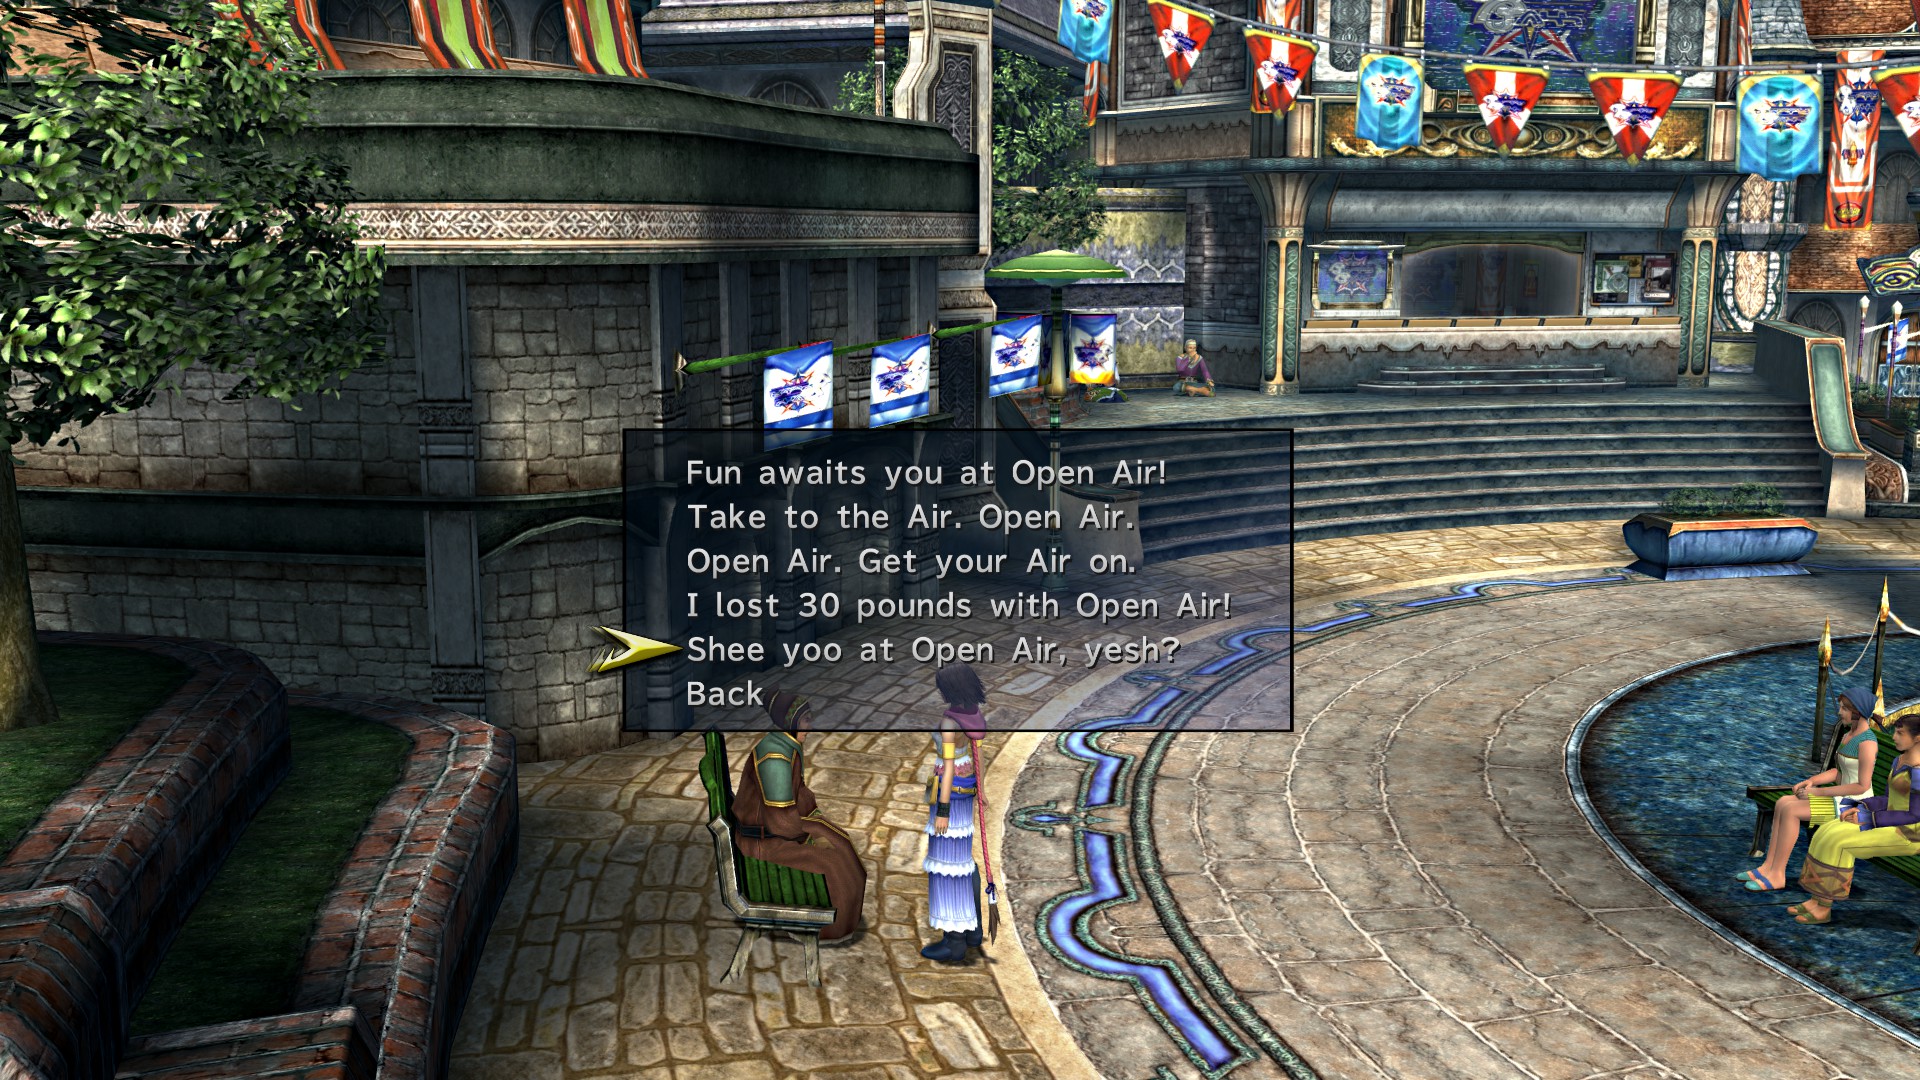 Fun awaits you at Open Air!
Take to the Air. Open Air.
Open Air. Get your Air on.
I lost 30 pounds with Open Air!
Shee yoo at Open Air, yesh?
Back